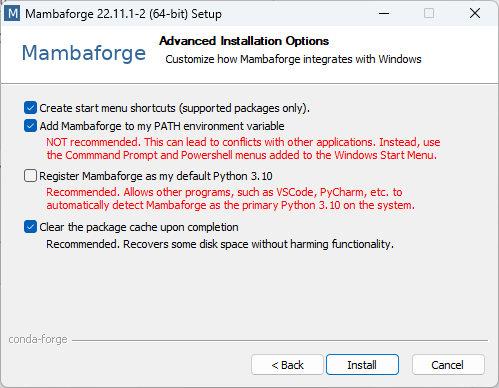 M Mambaforge 22.11.1-2 (64-bit) Setup
Mambaforge
Advanced Installation Options
Customize how Mambaforge integrates with Windows
Create start menu shortcuts (supported packages only).
Add Mambaforge to my PATH environment variable
NOT recommended. This can lead to conflicts with other applications. Instead, use
the Commmand Prompt and Powershell menus added to the Windows Start Menu.
Register Mambaforge as my default Python 3.10
Recommended. Allows other programs, such as VSCode, PyCharm, etc. to
automatically detect Mambaforge as the primary Python 3.10 on the system.
Clear the package cache upon completion
Recommended. Recovers some disk space without harming functionality.
conda-forge
< Back
Install
Cancel